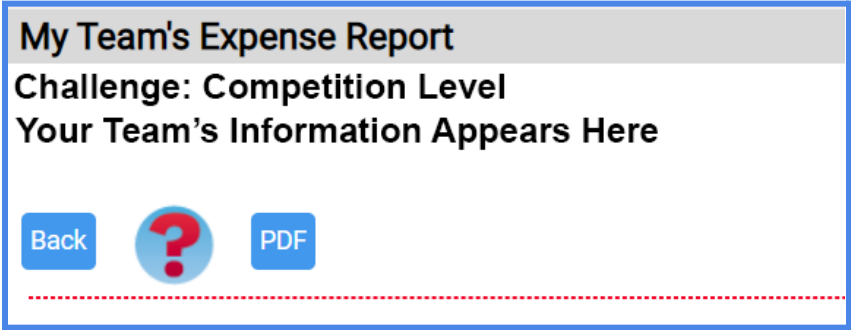 My Team's Expense Report
Challenge: Competition Level
Your Team’s Information Appears Here
Back ? PDF